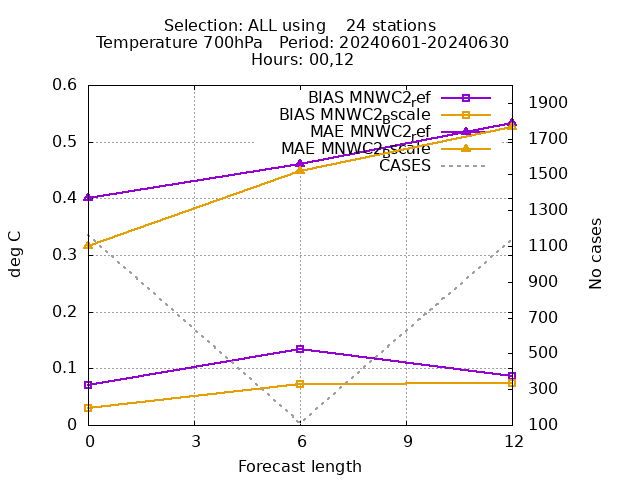 Selection: ALL using    24 stations
Temperature 700hPa   Period: 20240601-20240630
Hours: 00,12
BIAS MNWC2_ref
BIAS MNWC2_Bscale
MAE MNWC2_ref
MAE MNWC2_Bscale
CASES
deg C
0.6
0.5
0.4
0.3
0.2
0.1
0
1900
1700
1500
1300
1100
900
700
500
300
100
No cases
0 3 6 9 12
Forecast length